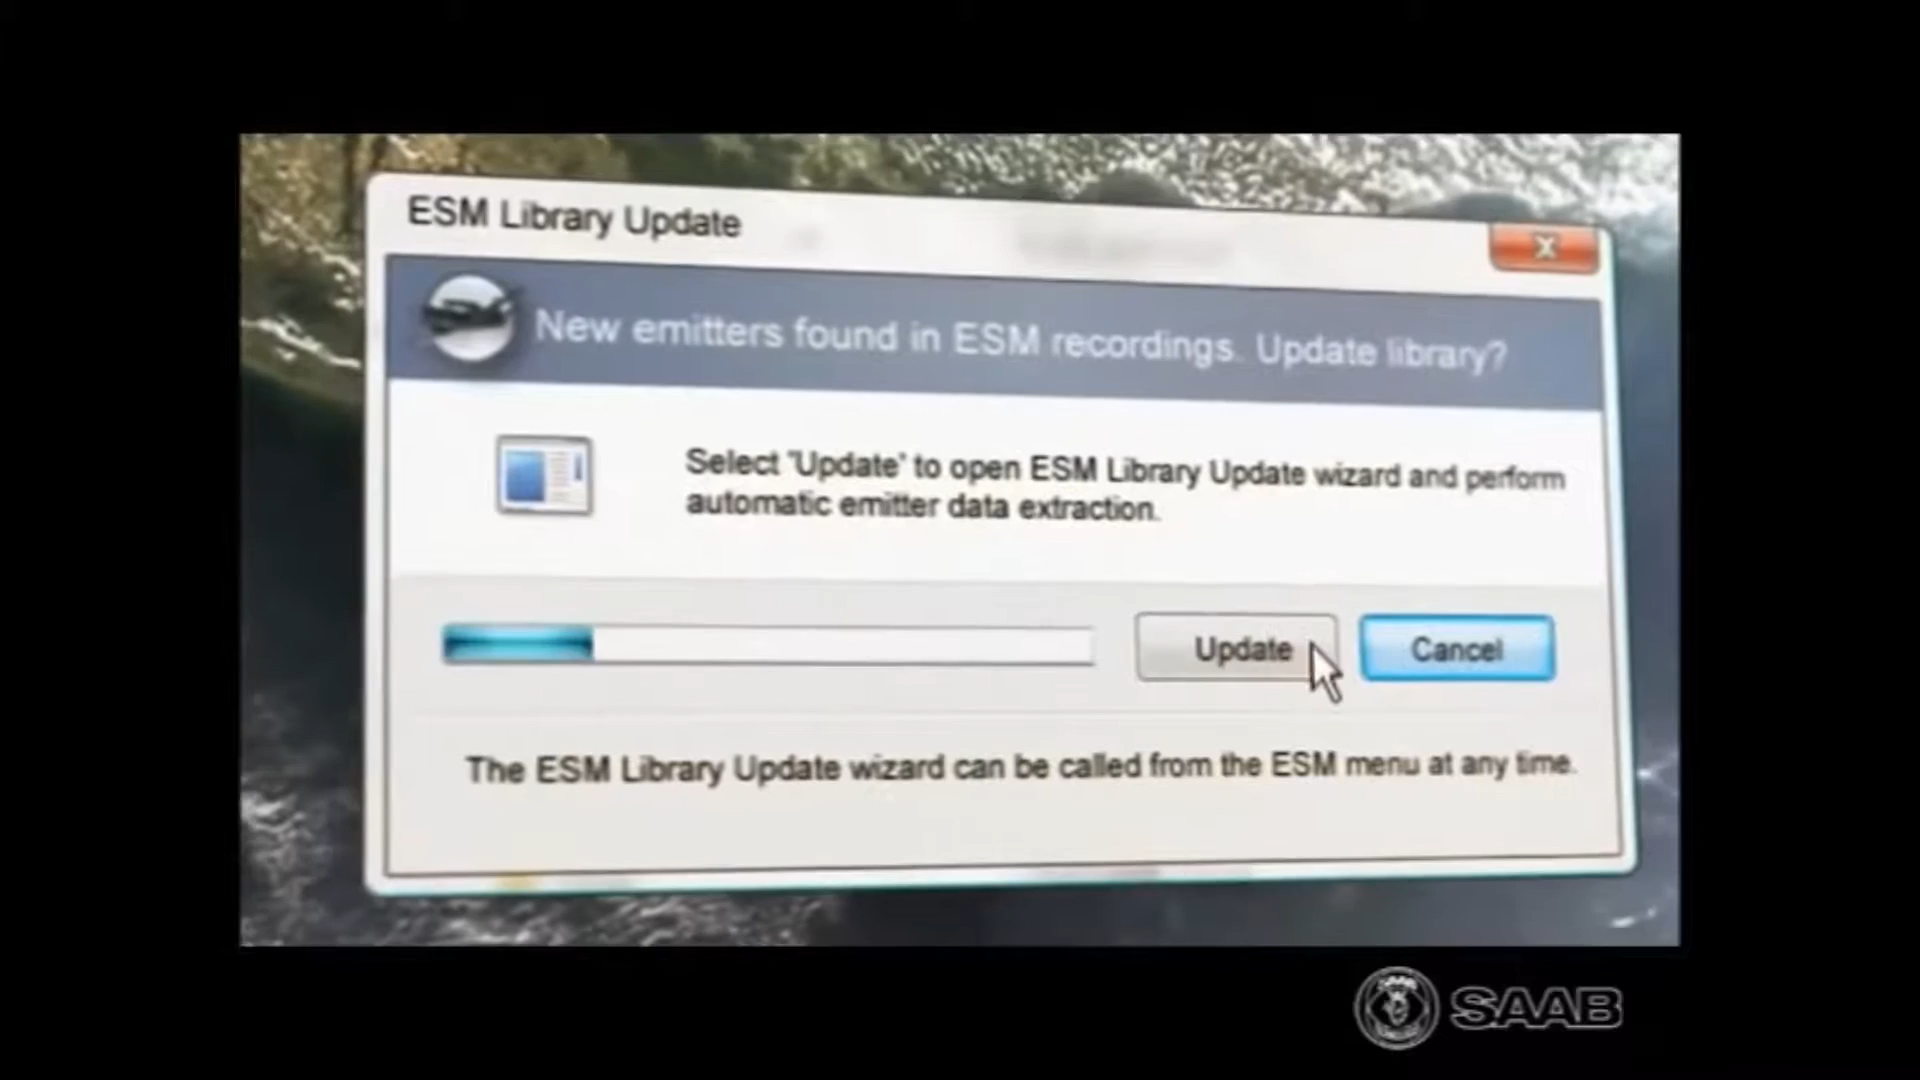 ESM Library Update
X
New emitters found in ESM recordings. Update library?
Select 'Update' to open ESM Library Update wizard and perform
automatic emitter data extraction.
Update
Cancel
The ESM Library Update wizard can be called from the ESM menu at any time.
SAAB